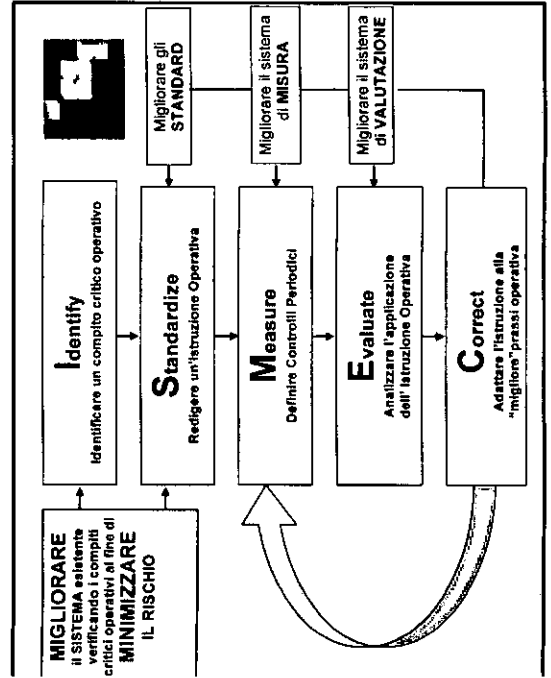 MIGLIORARE
il SISTEMA esistente
verificando i compiti
critici operativi al fine di
MINIMIZZARE
IL RISCHIO
Identify
Identificare un compito critico operativo
Standardize
Redigere un'Istruzione Operativa
Measure
Definire Controlli Periodici
Evaluate
Analizzare l'applicazione
dell' Istruzione Operativa
Correct
Adattare l'istruzione alla
"migliore"prassi operativa
Migliorare gli
STANDARD
Migliorare il sistema
di MISURA
Migliorare il sistema
di VALUTAZIONE